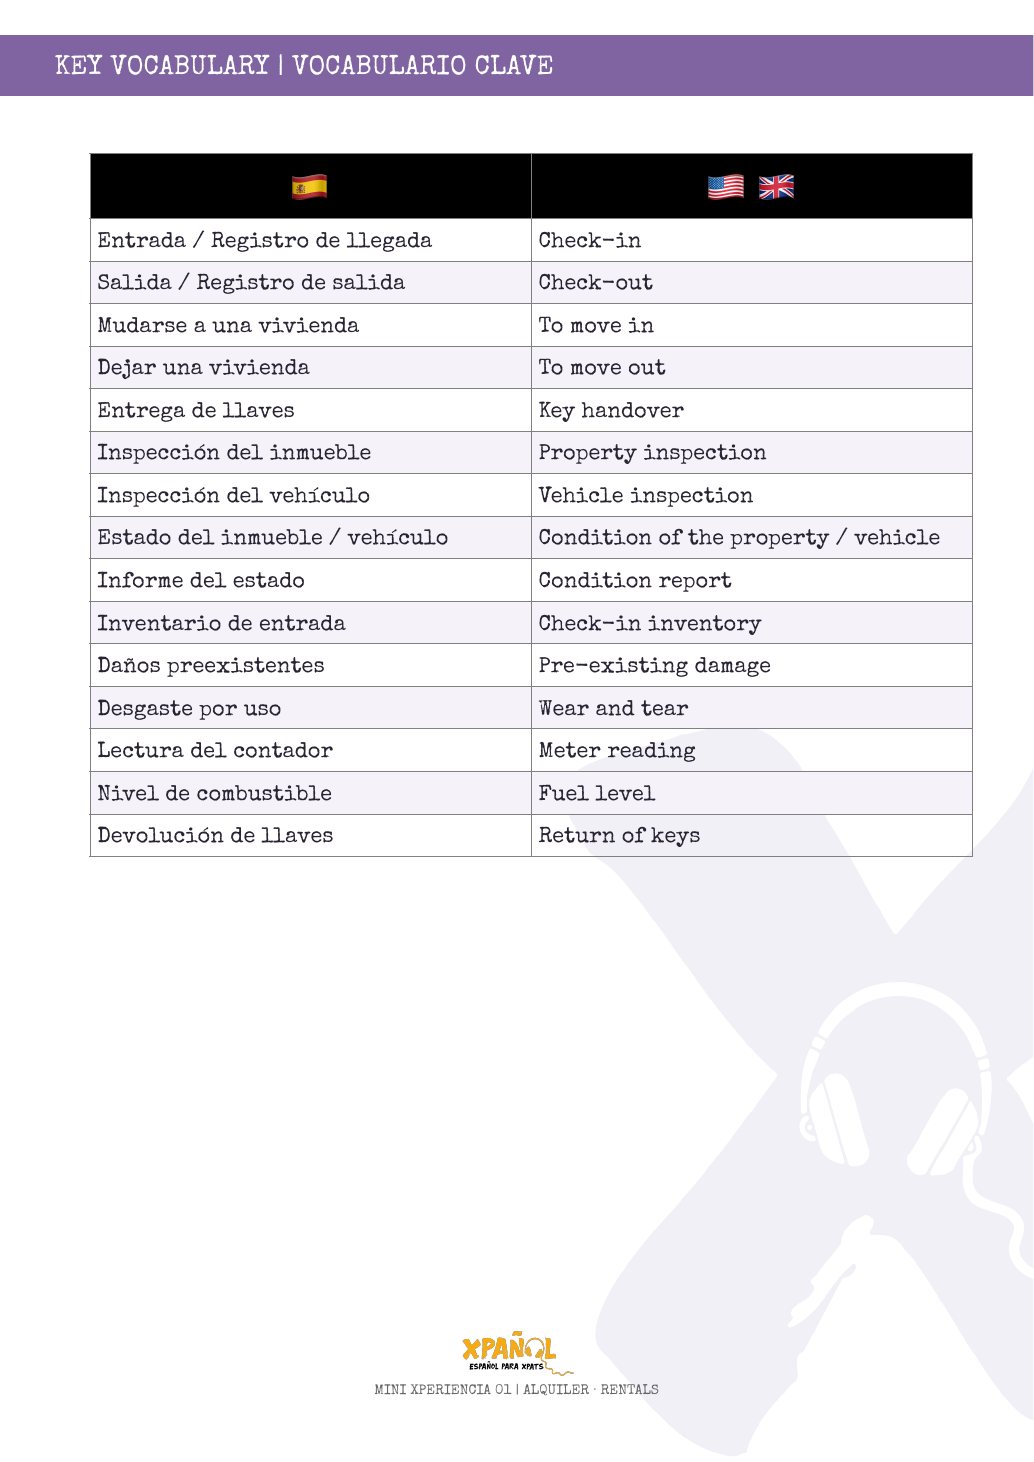 KEY VOCABULARY | VOCABULARIO CLAVE
Entrada / Registro de llegada Check-in
Salida / Registro de salida Check-out
Mudarse a una vivienda To move in
Dejar una vivienda To move out
Entrega de llaves Key handover
Inspección del inmueble Property inspection
Inspección del vehículo Vehicle inspection
Estado del inmueble / vehículo Condition of the property / vehicle
Informe del estado Condition report
Inventario de entrada Check-in inventory
Daños preexistentes Pre-existing damage
Desgaste por uso Wear and tear
Lectura del contador Meter reading
Nivel de combustible Fuel level
Devolución de llaves Return of keys
XPAÑOL
ESPAÑOL PARA XPATS
MINI XPERIENCIA 01 | ALQUILER · RENTALS